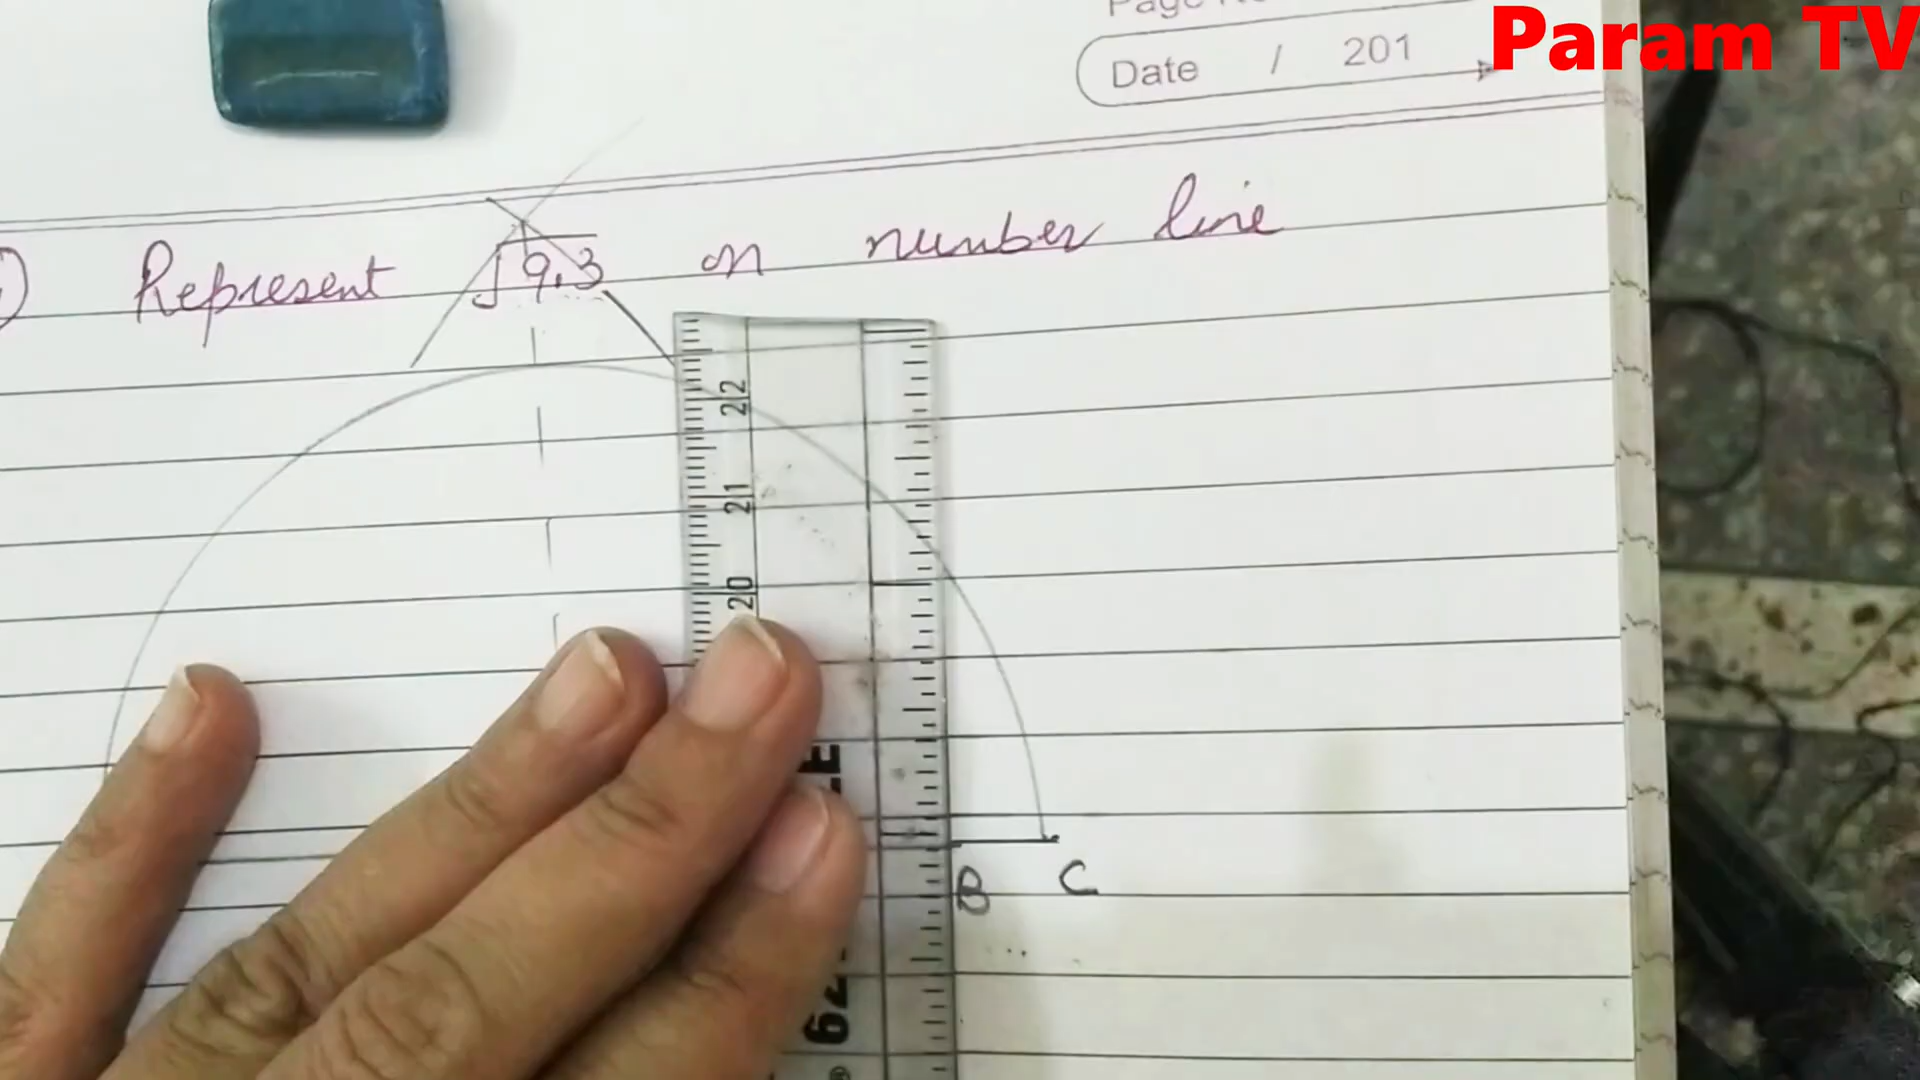 Param TV
Date / 201
Represent √9.3 on number line
22
21
20
B C